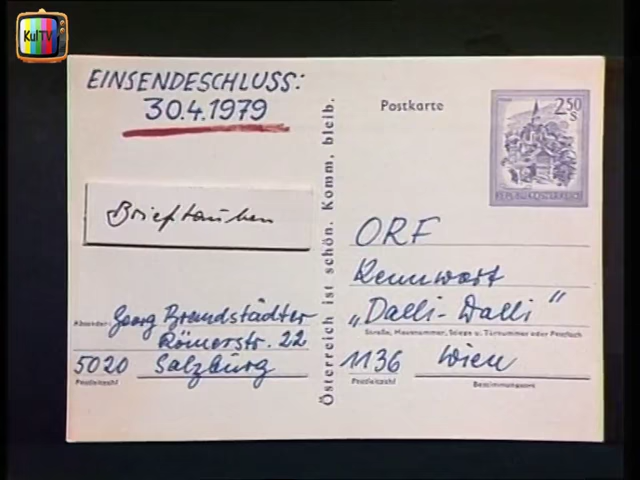 KulTV
EINSENDESCHLUSS:
30.4.1979
Postkarte
2.50
S
REPUBLIK ÖSTERREICH
Brieftauben
Österreich ist schön. Komm, bleib.
ORF
Kennwort
„Dalli-Dalli"
Straße, Hausnummer, Stiege u. Türnummer oder Postfach
1136 Wien
Postleitzahl Bestimmungsort
Absender: Georg Brandstädter
Römerstr. 22
5020 Salzburg
Postleitzahl